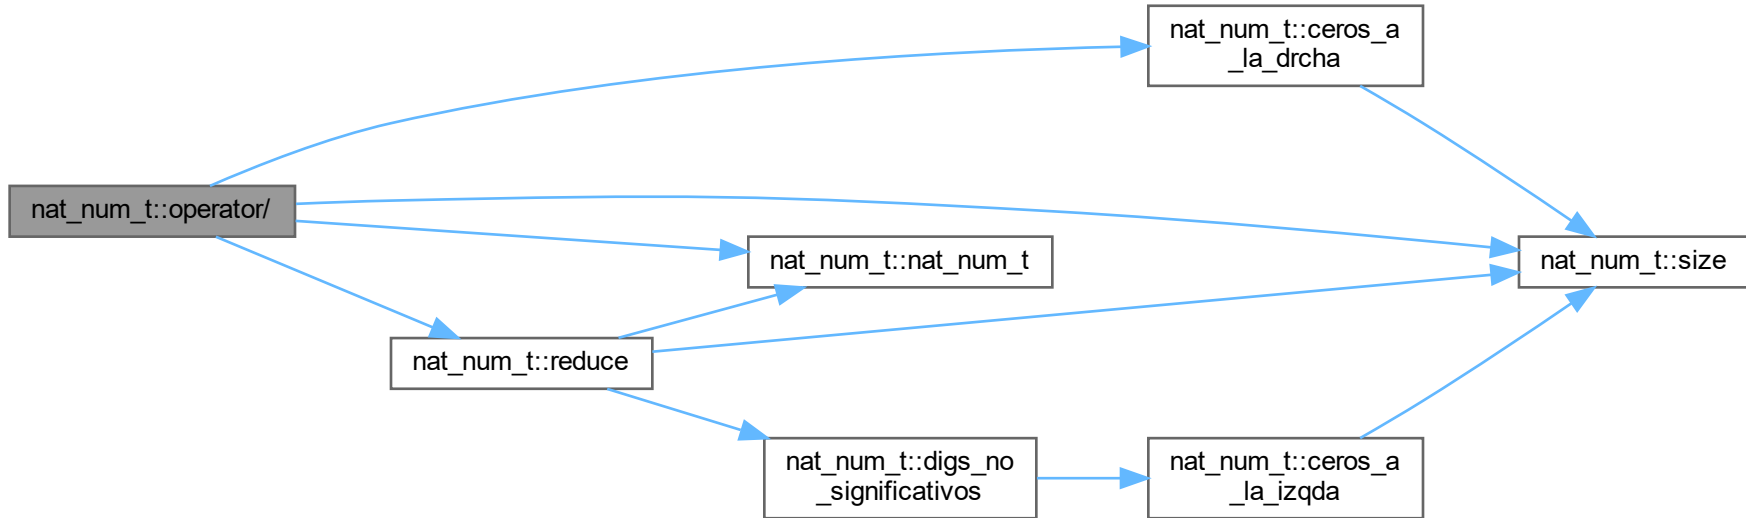 nat_num_t::ceros_a
_la_drcha
nat_num_t::operator/
nat_num_t::nat_num_t
nat_num_t::size
nat_num_t::reduce
nat_num_t::digs_no
_significativos
nat_num_t::ceros_a
_la_izqda